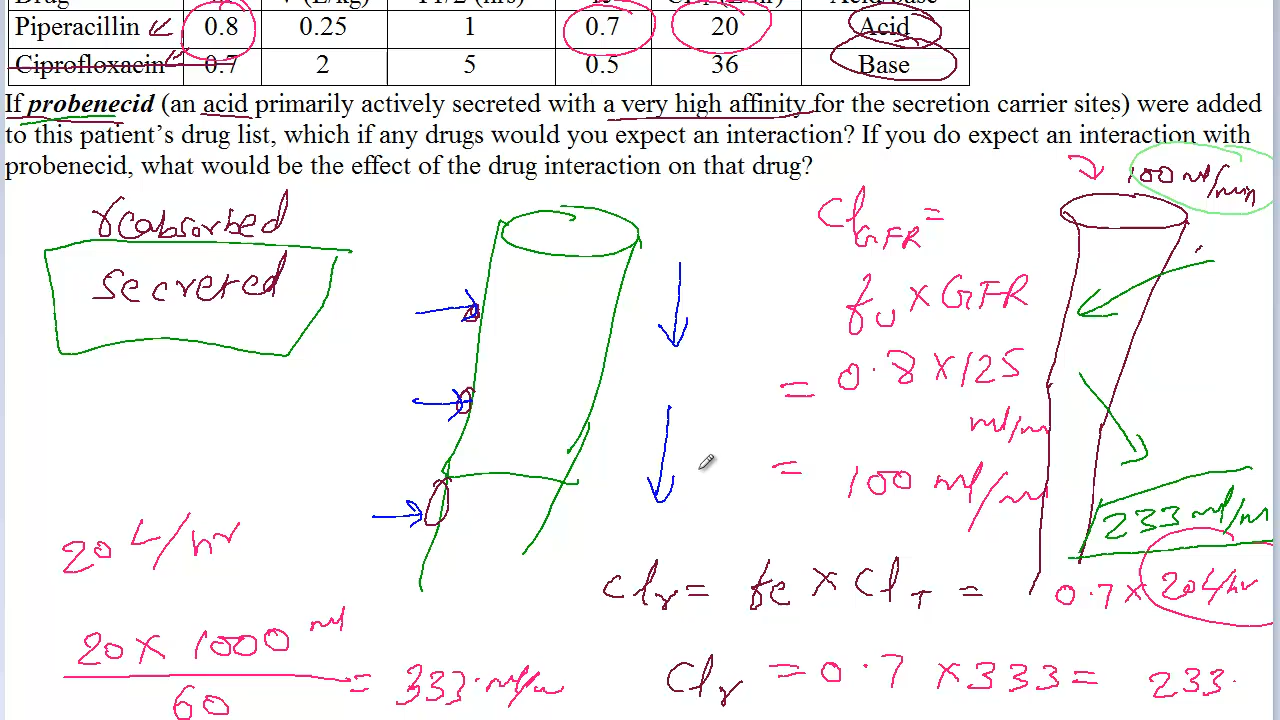 Piperacillin 0.8 0.25 1 0.7 20 Acid
Ciprofloxacin 0.7 2 5 0.5 36 Base
If probenecid (an acid primarily actively secreted with a very high affinity for the secretion carrier sites) were added
to this patient's drug list, which if any drugs would you expect an interaction? If you do expect an interaction with
probenecid, what would be the effect of the drug interaction on that drug?
100 ml/min
reabsorbed
secreted
Cl GFR =
fu × GFR
= 0.8 × 125
ml/m
= 100 ml/m
233 ml/m
20 L/hr
Clr = fe × ClT = 0.7 × 20 L/hr
20 × 1000 ml
60
= 333 ml/m
Clr = 0.7 × 333 = 233.